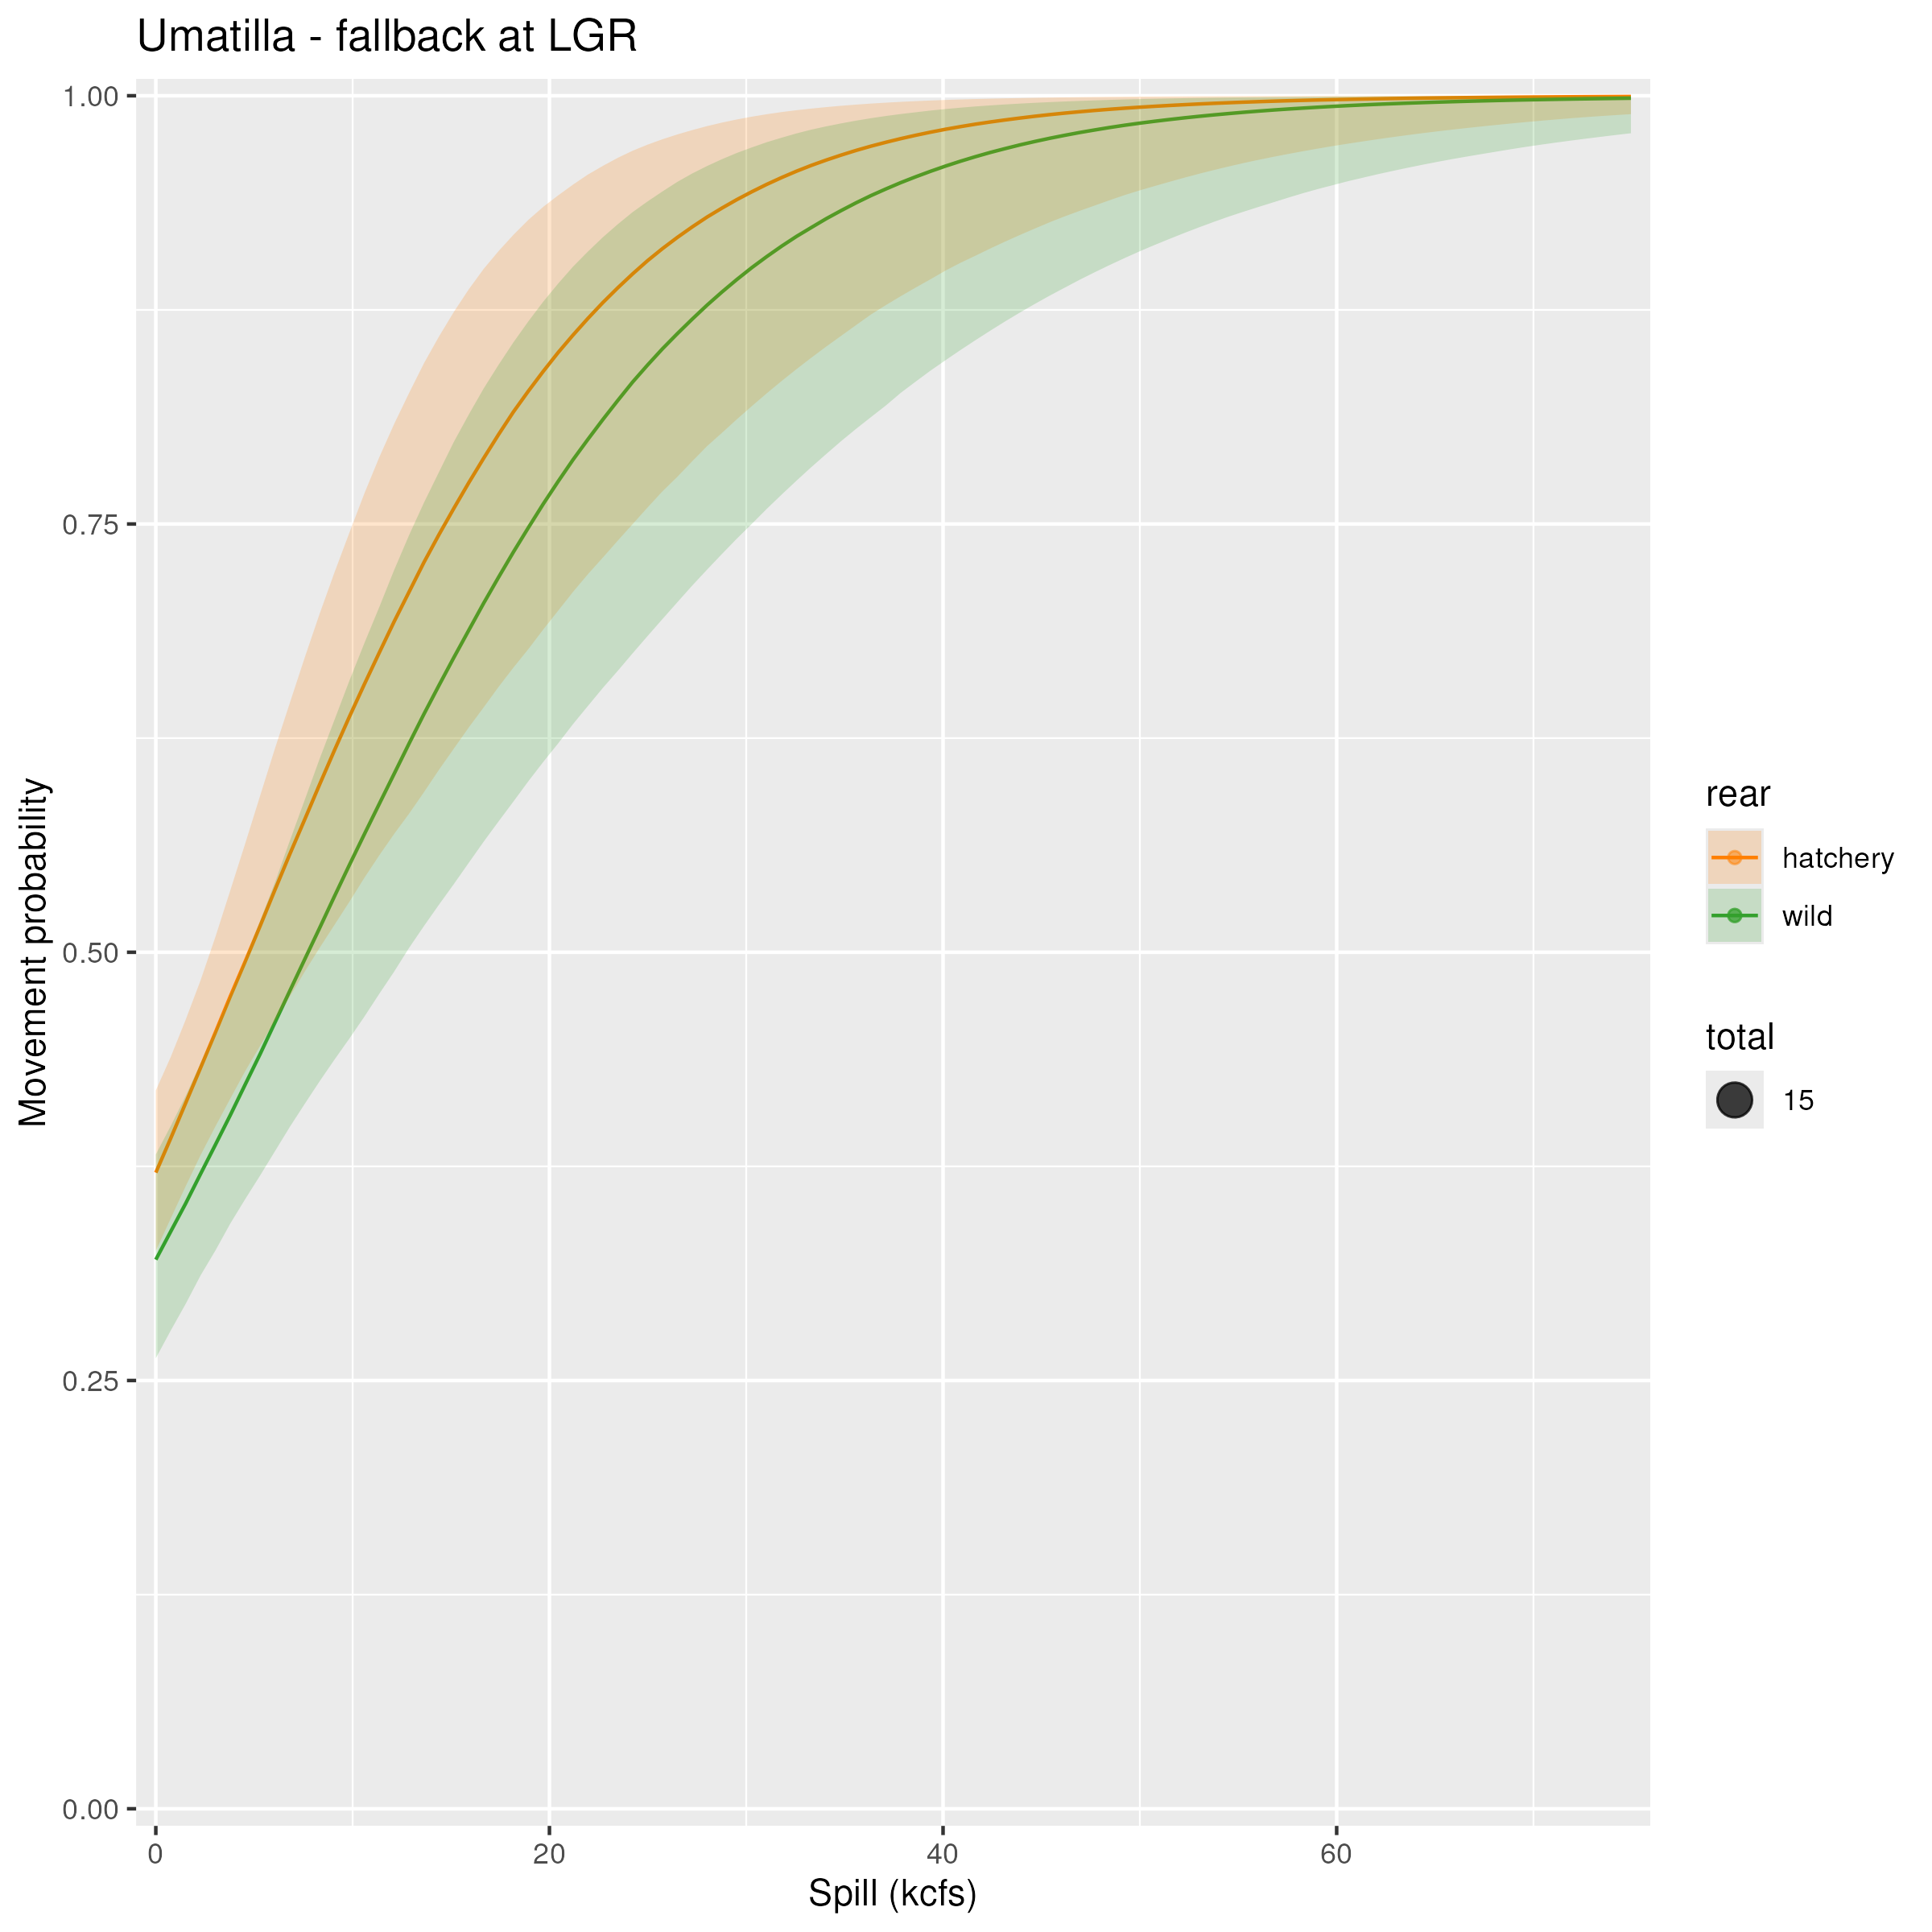 Umatilla - fallback at LGR
Movement probability
1.00
0.75
0.50
0.25
0.00
0
20
40
60
Spill (kcfs)
rear
hatchery
wild
total
15